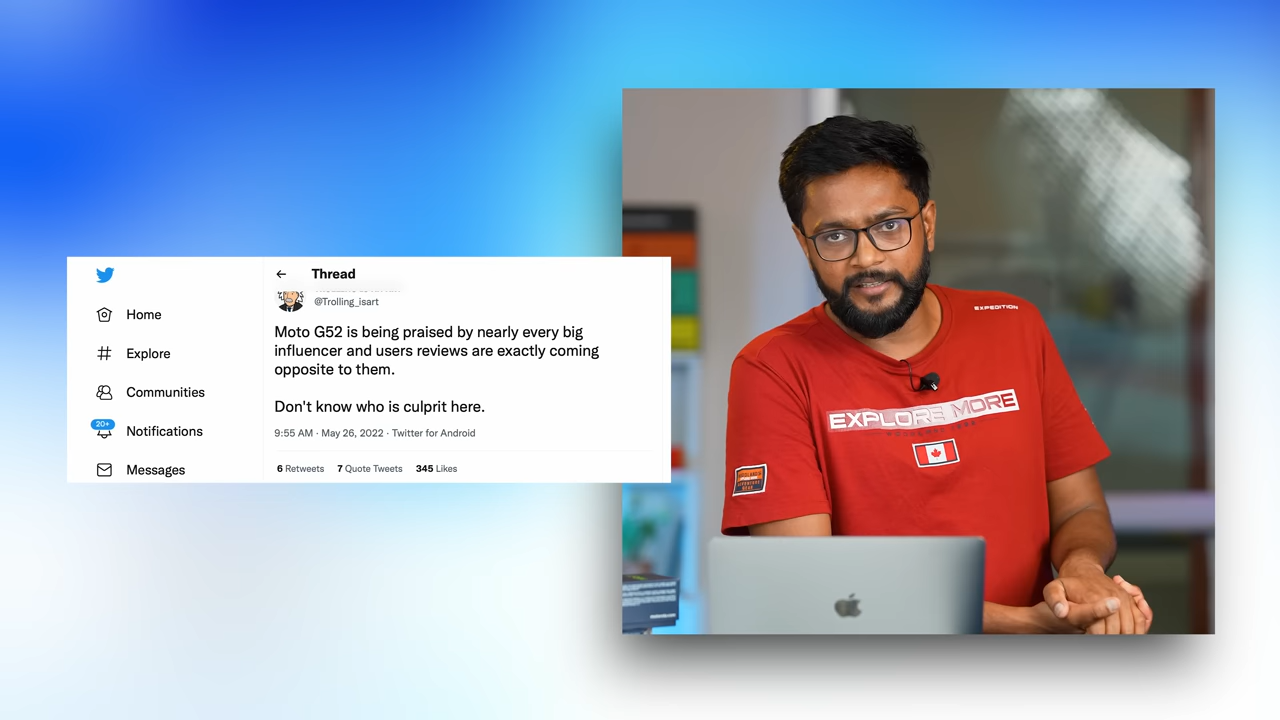 Thread
@Trolling_isart
Home
Explore
Communities
20+
Notifications
Messages
Moto G52 is being praised by nearly every big
influencer and users reviews are exactly coming
opposite to them.
Don't know who is culprit here.
9:55 AM · May 26, 2022 · Twitter for Android
6 Retweets 7 Quote Tweets 345 Likes
EXPEDITION
EXPLORE MORE